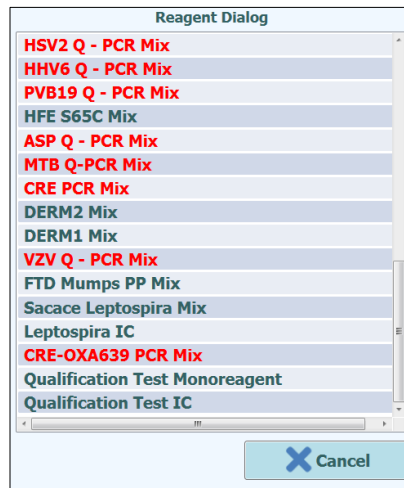 Reagent Dialog
HSV2 Q - PCR Mix
HHV6 Q - PCR Mix
PVB19 Q - PCR Mix
HFE S65C Mix
ASP Q - PCR Mix
MTB Q-PCR Mix
CRE PCR Mix
DERM2 Mix
DERM1 Mix
VZV Q - PCR Mix
FTD Mumps PP Mix
Sacace Leptospira Mix
Leptospira IC
CRE-OXA639 PCR Mix
Qualification Test Monoreagent
Qualification Test IC
Cancel